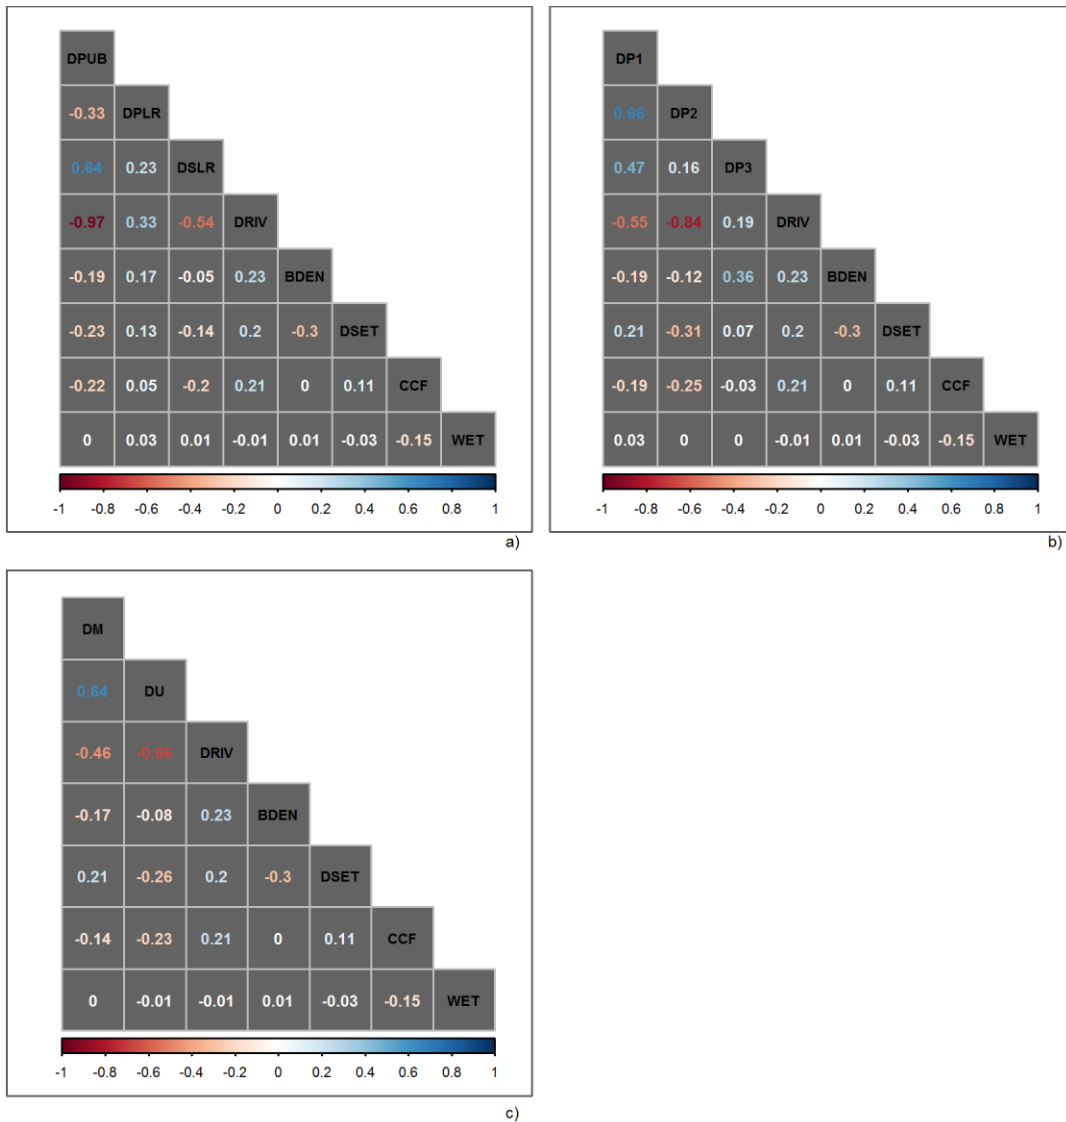 DPUB
-0.33 DPLR
0.64 0.23 DSLR
-0.97 0.33 -0.54 DRIV
-0.19 0.17 -0.05 0.23 BDEN
-0.23 0.13 -0.14 0.2 -0.3 DSET
-0.22 0.05 -0.2 0.21 0 0.11 CCF
0 0.03 0.01 -0.01 0.01 -0.03 -0.15 WET
-1 -0.8 -0.6 -0.4 -0.2 0 0.2 0.4 0.6 0.8 1
a)
DP1
0.66 DP2
0.47 0.16 DP3
-0.55 -0.84 0.19 DRIV
-0.19 -0.12 0.36 0.23 BDEN
0.21 -0.31 0.07 0.2 -0.3 DSET
-0.19 -0.25 -0.03 0.21 0 0.11 CCF
0.03 0 0 -0.01 0.01 -0.03 -0.15 WET
-1 -0.8 -0.6 -0.4 -0.2 0 0.2 0.4 0.6 0.8 1
b)
DM
0.64 DU
-0.46 -0.66 DRIV
-0.17 -0.08 0.23 BDEN
0.21 -0.26 0.2 -0.3 DSET
-0.14 -0.23 0.21 0 0.11 CCF
0 -0.01 -0.01 0.01 -0.03 -0.15 WET
-1 -0.8 -0.6 -0.4 -0.2 0 0.2 0.4 0.6 0.8 1
c)